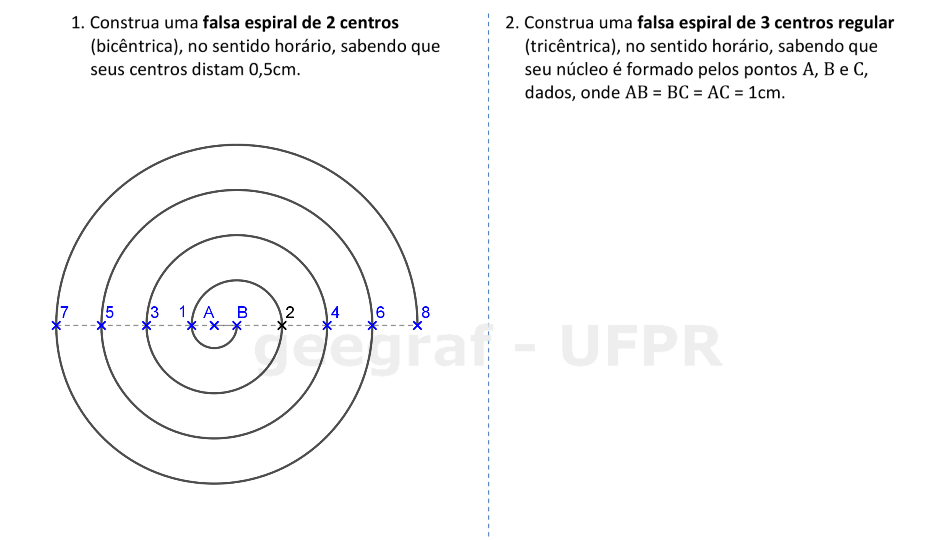 1. Construa uma falsa espiral de 2 centros
(bicêntrica), no sentido horário, sabendo que
seus centros distam 0,5cm.
2. Construa uma falsa espiral de 3 centros regular
(tricêntrica), no sentido horário, sabendo que
seu núcleo é formado pelos pontos A, B e C,
dados, onde AB = BC = AC = 1cm.
7 5 3 1 A B 2 4 6 8
geegraf - UFPR